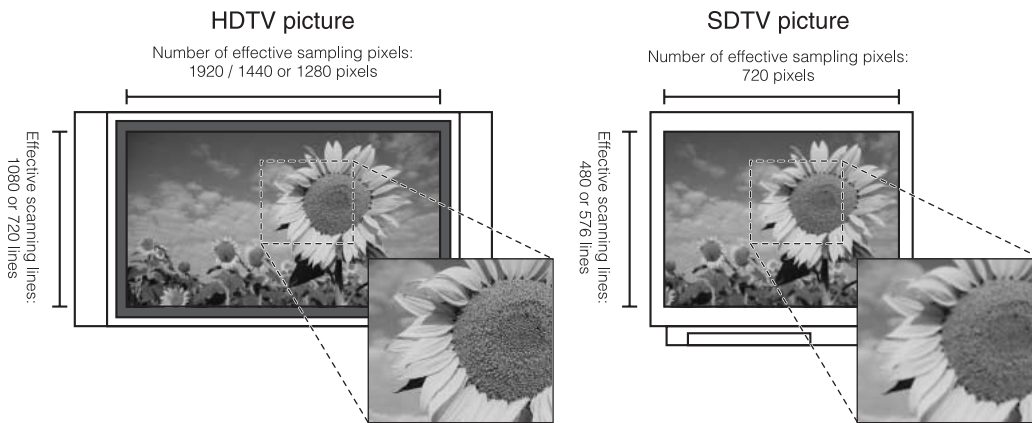 HDTV picture
Number of effective sampling pixels:
1920 / 1440 or 1280 pixels
Effective scanning lines:
1080 or 720 lines
SDTV picture
Number of effective sampling pixels:
720 pixels
Effective scanning lines:
480 or 576 lines